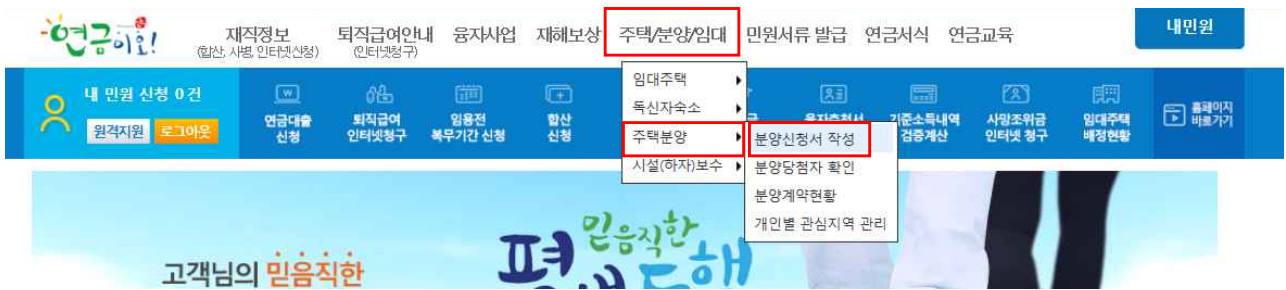 연금이요!
재직정보 퇴직급여안내 융자사업 재해보상 주택/분양/임대 민원서류 발급 연금서식 연금교육 내민원
(합산, 사병, 인터넷신청) (인터넷청구)
내 민원 신청 0 건
원격지원 로그아웃
연금대출 신청
퇴직급여 인터넷청구
임용전 복무기간 신청
합산 신청
임대주택
독신자숙소
주택분양
시설(하자)보수
분양신청서 작성
분양당첨자 확인
분양계약현황
개인별 관심지역 관리
기준소득내역 검증계산
사망조위금 인터넷 청구
임대주택 배정현황
홈페이지 바로가기
고객님의 믿음직한
믿음직한